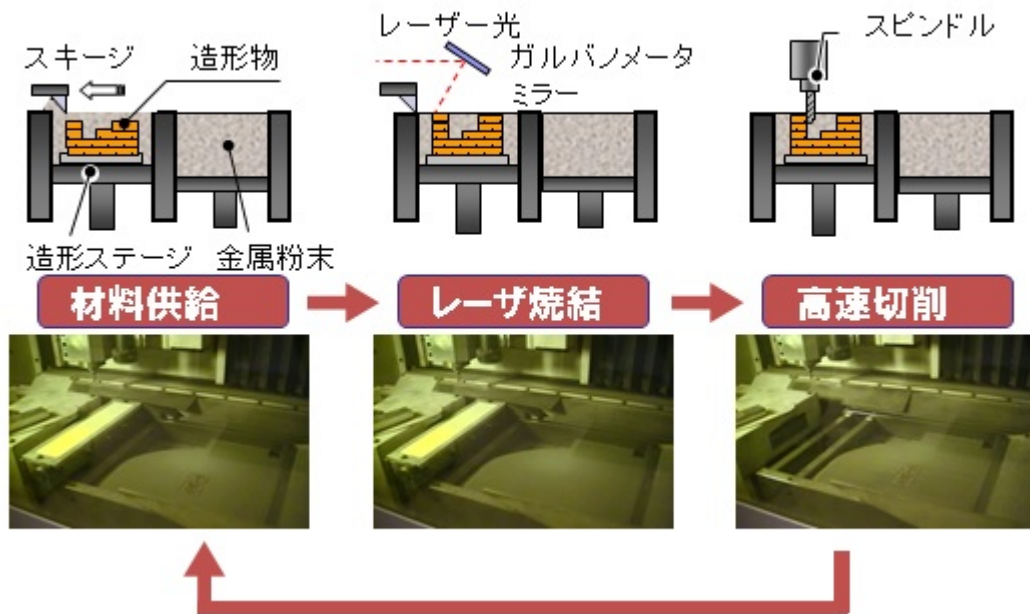 スキージ
造形物
造形ステージ
金属粉末
レーザー光
ガルバノメータ
ミラー
スピンドル
材料供給
レーザ焼結
高速切削